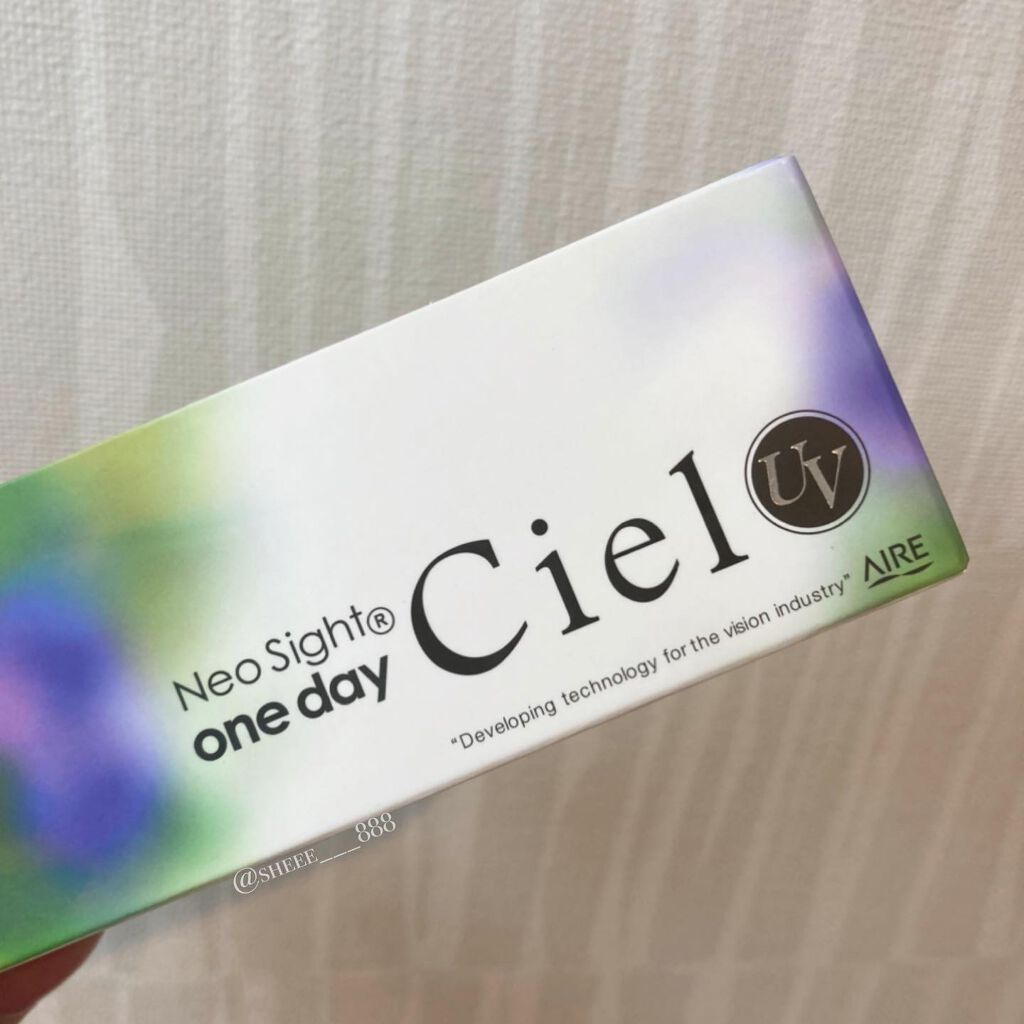 Neo Sight®
one day
Ciel
UV
"Developing technology for the vision industry"
AIRE
@SHEEE___888